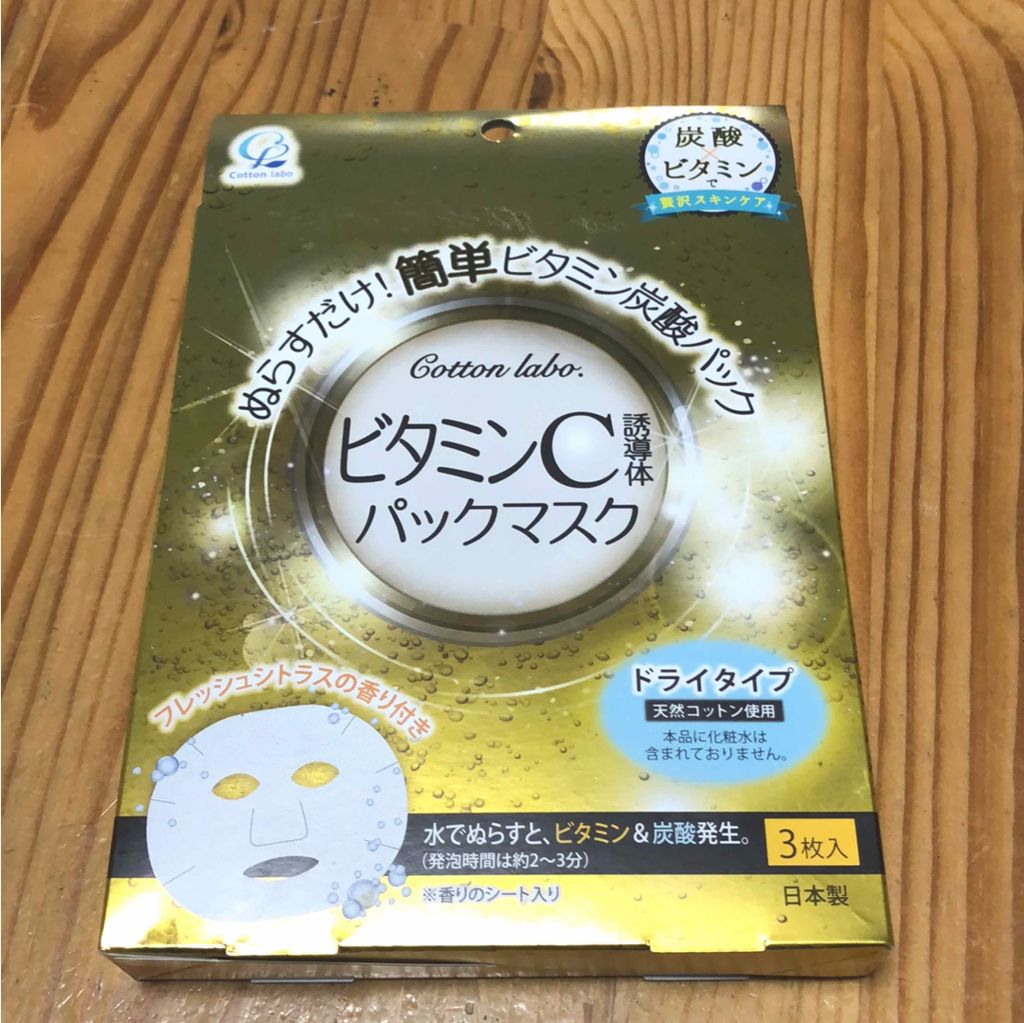 Cotton labo
炭酸
×
ビタミン
で
贅沢スキンケア
ぬらすだけ!簡単ビタミン炭酸パック
Cotton labo.
ビタミンC誘導体
パックマスク
フレッシュシトラスの香り付き
ドライタイプ
天然コットン使用
本品に化粧水は
含まれておりません。
水でぬらすと、ビタミン&炭酸発生。
(発泡時間は約2〜3分)
3枚入
※香りのシート入り
日本製